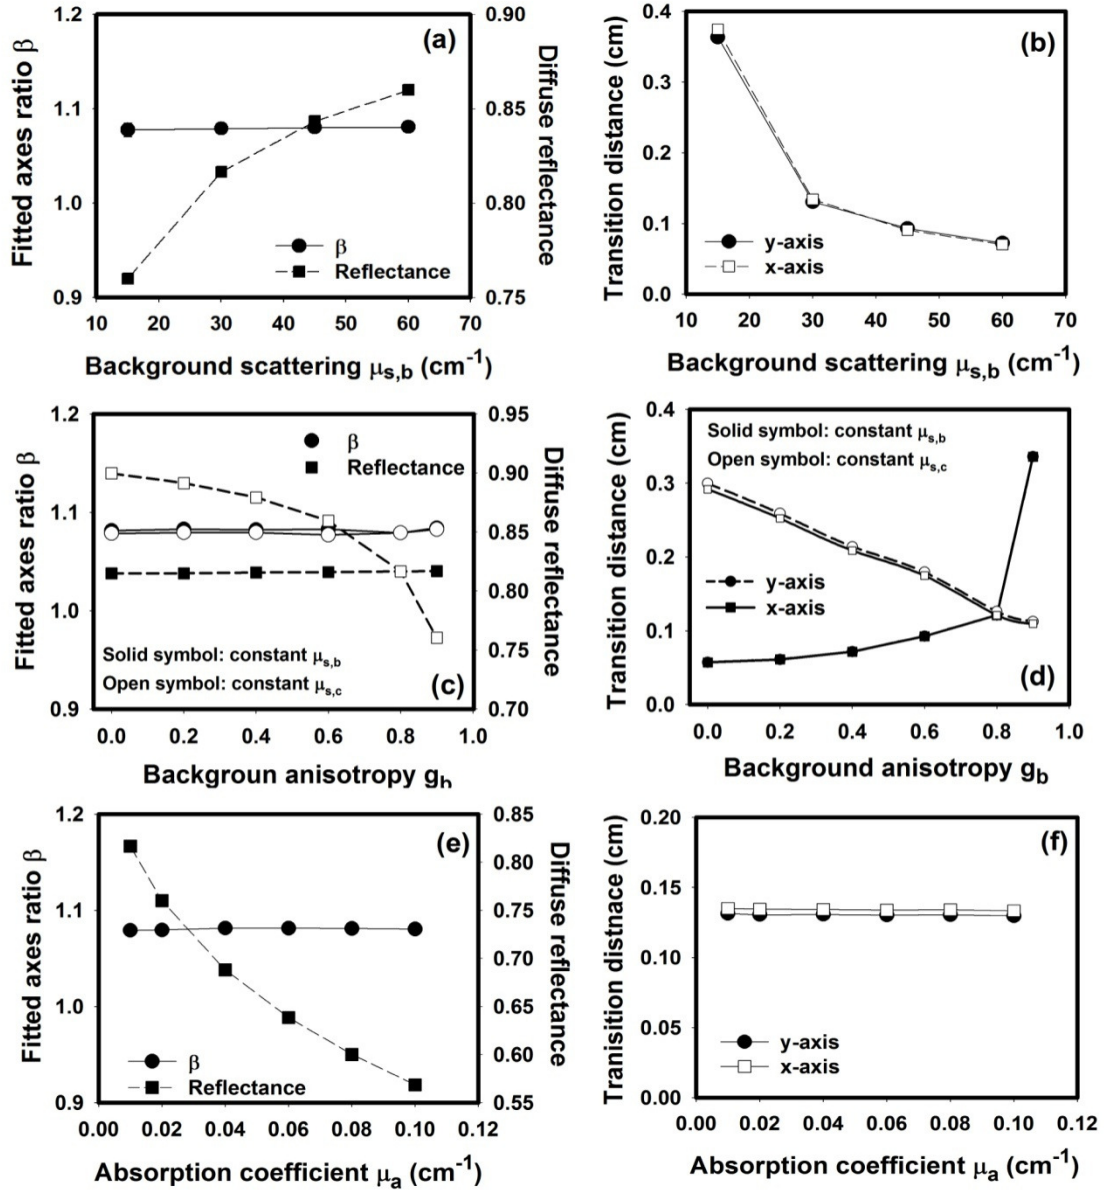 (a)
Fitted axes ratio β
1.2
1.1
1.0
0.9
0.90
0.85
0.80
0.75
Diffuse reflectance
β
Reflectance
10 20 30 40 50 60 70
Background scattering μs,b (cm-1)
(b)
Transition distance (cm)
0.4
0.3
0.2
0.1
0.0
y-axis
x-axis
10 20 30 40 50 60 70
Background scattering μs,b (cm-1)
(c)
Fitted axes ratio β
1.2
1.1
1.0
0.9
0.95
0.90
0.85
0.80
0.75
0.70
Diffuse reflectance
β
Reflectance
Solid symbol: constant μs,b
Open symbol: constant μs,c
0.0 0.2 0.4 0.6 0.8 1.0
Backgroun anisotropy gb
(d)
Transition distance (cm)
0.4
0.3
0.2
0.1
0.0
Solid symbol: constant μs,b
Open symbol: constant μs,c
y-axis
x-axis
0.0 0.2 0.4 0.6 0.8 1.0
Background anisotropy gb
(e)
Fitted axes ratio β
1.2
1.1
1.0
0.9
0.85
0.80
0.75
0.70
0.65
0.60
0.55
Diffuse reflectance
β
Reflectance
0.00 0.02 0.04 0.06 0.08 0.10 0.12
Absorption coefficient μa (cm-1)
(f)
Tranisition distnace (cm)
0.20
0.15
0.10
0.05
0.00
y-axis
x-axis
0.00 0.02 0.04 0.06 0.08 0.10 0.12
Absorption coefficient μa (cm-1)